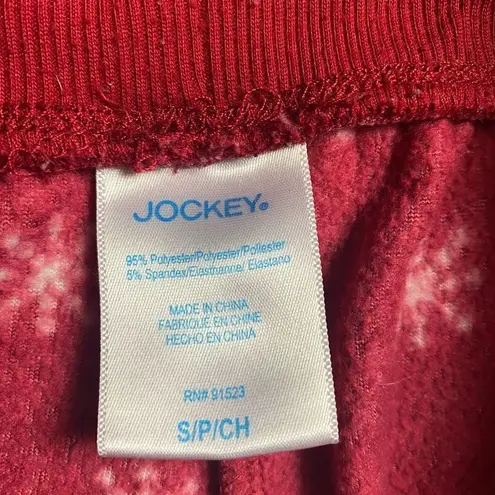 JOCKEY®
95% Polyester/Polyester/Poliester
5% Spandex/Elasthanne/ Elastano
MADE IN CHINA
FABRIQUE EN CHINE
HECHO EN CHINA
RN# 91523
S/P/CH